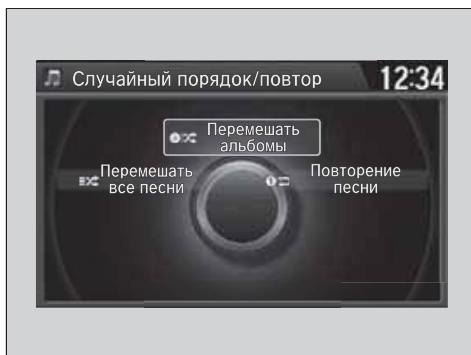 Случайный порядок/повтор 12:34
Перемешать
альбомы
Перемешать
все песни
Повторение
песни